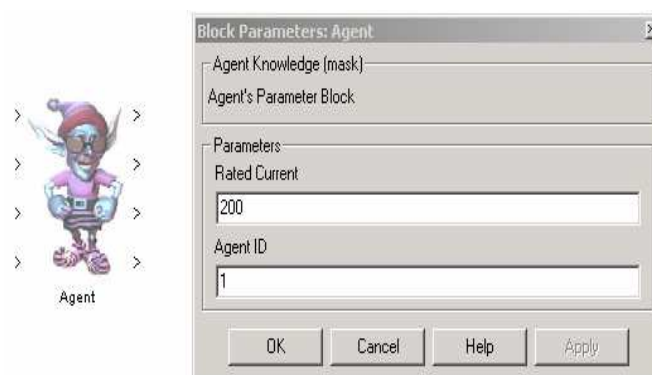 Block Parameters: Agent
Agent Knowledge (mask)
Agent's Parameter Block
Parameters
Rated Current
200
Agent ID
1
OK Cancel Help Apply
Agent